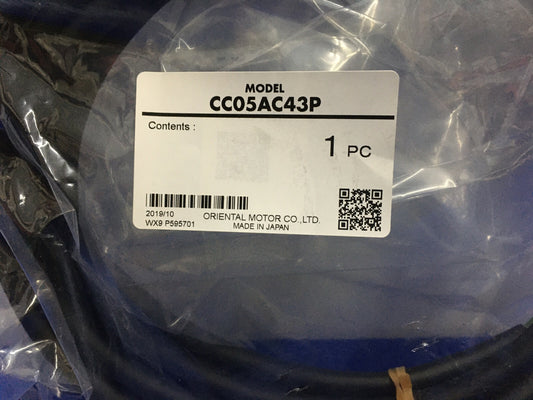 MODEL
CC05AC43P
Contents :
1 PC
2019/10
WX9 P595701
ORIENTAL MOTOR CO.,LTD.
MADE IN JAPAN